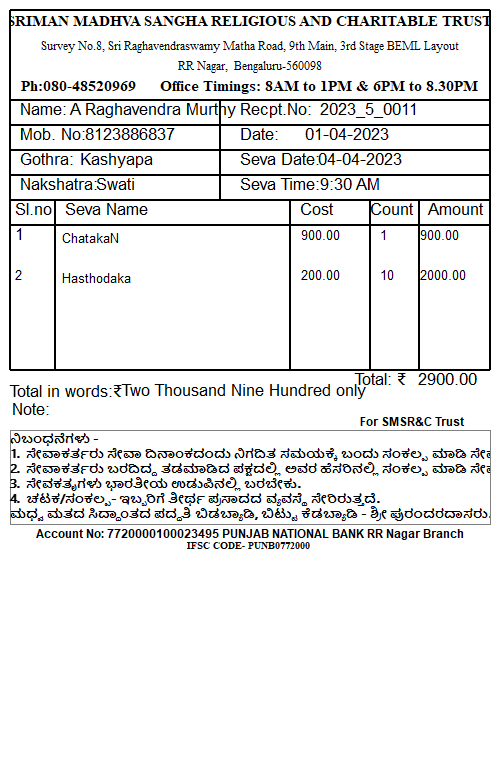 SRIMAN MADHVA SANGHA RELIGIOUS AND CHARITABLE TRUST
Survey No.8, Sri Raghavendraswamy Matha Road, 9th Main, 3rd Stage BEML Layout
RR Nagar, Bengaluru-560098
Ph:080-48520969 Office Timings: 8AM to 1PM & 6PM to 8.30PM
Name: A Raghavendra Murthy Recpt.No: 2023_5_0011
Mob. No:8123886837 Date: 01-04-2023
Gothra: Kashyapa Seva Date:04-04-2023
Nakshatra:Swati Seva Time:9:30 AM
Sl.no Seva Name Cost Count Amount
1 ChatakaN 900.00 1 900.00
2 Hasthodaka 200.00 10 2000.00
Total: ₹ 2900.00
Total in words:₹Two Thousand Nine Hundred only
Note:
For SMSR&C Trust
ನಿಬಂಧನೆಗಳು -
1. ಸೇವಾಕರ್ತರು ಸೇವಾ ದಿನಾಂಕದಂದು ನಿಗದಿತ ಸಮಯಕ್ಕೆ ಬಂದು ಸಂಕಲ್ಪ ಮಾಡಿ
2. ಸೇವಾಕರ್ತರು ಬರದಿದ್ದ ತಡಮಾಡಿದ ಪಕ್ಷದಲ್ಲಿ ಅವರ ಹೆಸರಿನಲ್ಲಿ ಸಂಕಲ್ಪ ಮಾಡಿ
3. ಸೇವಕತೃಗಳು ಭಾರತೀಯ ಉಡುಪಿನಲ್ಲಿ ಬರಬೇಕು.
4. ಚಟಕ/ಸಂಕಲ್ಪ- ಇಬ್ಬರಿಗೆ ತೀರ್ಥ ಪ್ರಸಾದದ ವ್ಯವಸ್ಥೆ ಸೇರಿರುತ್ತದೆ.
ಮಧ್ವ ಮತದ ಸಿದ್ಧಾಂತದ ಪದ್ಧತಿ ಬಿಡಬ್ಯಾಡಿ, ಬಿಟ್ಟು ಕೆಡಬ್ಯಾಡಿ - ಶ್ರೀ ಪುರಂದರದಾಸರು.
Account No: 7720000100023495 PUNJAB NATIONAL BANK RR Nagar Branch
IFSC CODE- PUNB0772000